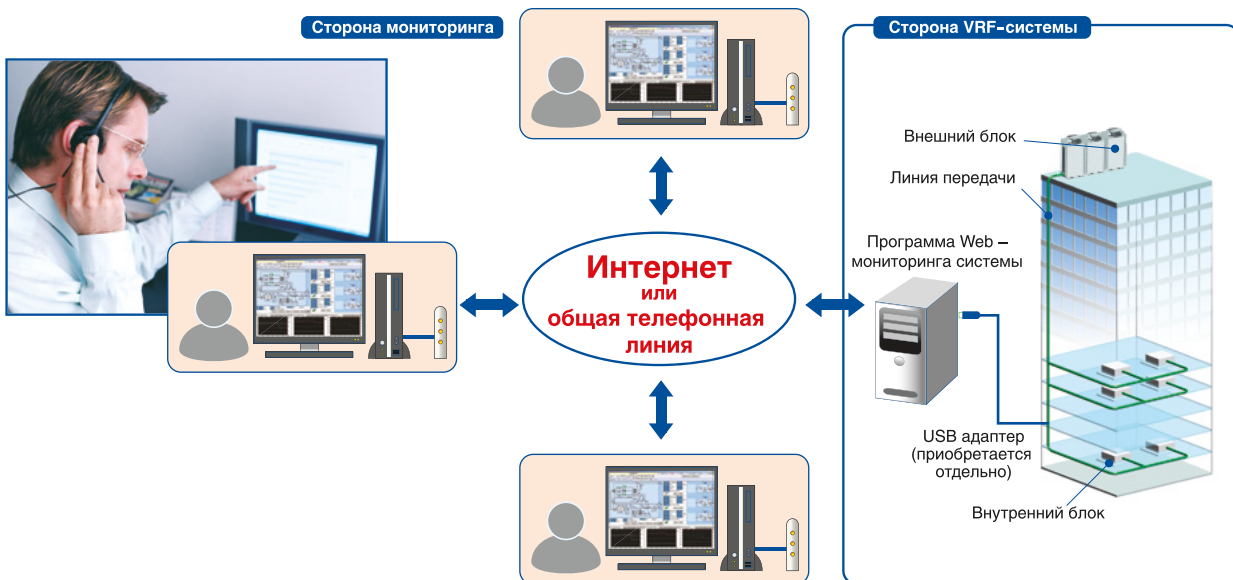 Сторона мониторинга
Сторона VRF-системы
Внешний блок
Линия передачи
Программа Web –
мониторинга системы
Интернет
или
общая телефонная
линия
USB адаптер
(приобретается
отдельно)
Внутренний блок